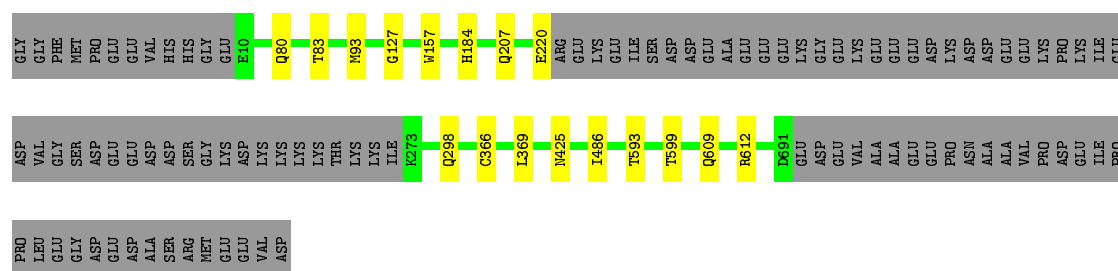 GLY GLY PHE MET PRO GLU GLU VAL HIS HIS GLY GLU E10 Q80 T83 M93 G127 W157 H184 Q207 E220 ARG GLU LYS GLU ILE SER ASP ASP GLU ALA GLU GLU GLU LYS GLY GLU LYS GLU GLU GLU ASP LYS ASP ASP ASP GLU GLU LYS PRO LYS ILE GLU
ASP VAL GLY SER ASP GLU GLU ASP ASP SER GLY LYS ASP LYS LYS LYS LYS THR LYS LYS ILE K273 Q298 C366 L369 N425 I486 T593 T599 Q609 R612 D691 GLU ASP GLU VAL ALA ALA GLU GLU PRO ASN ALA ALA VAL PRO ASP GLU ILE PRO
PRO LEU GLU GLY ASP GLU ASP ALA SER ARG MET GLU GLU VAL ASP